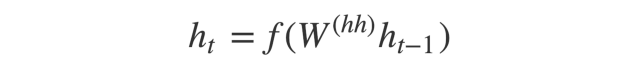 h_t = f(W^{(hh)}h_{t−1})